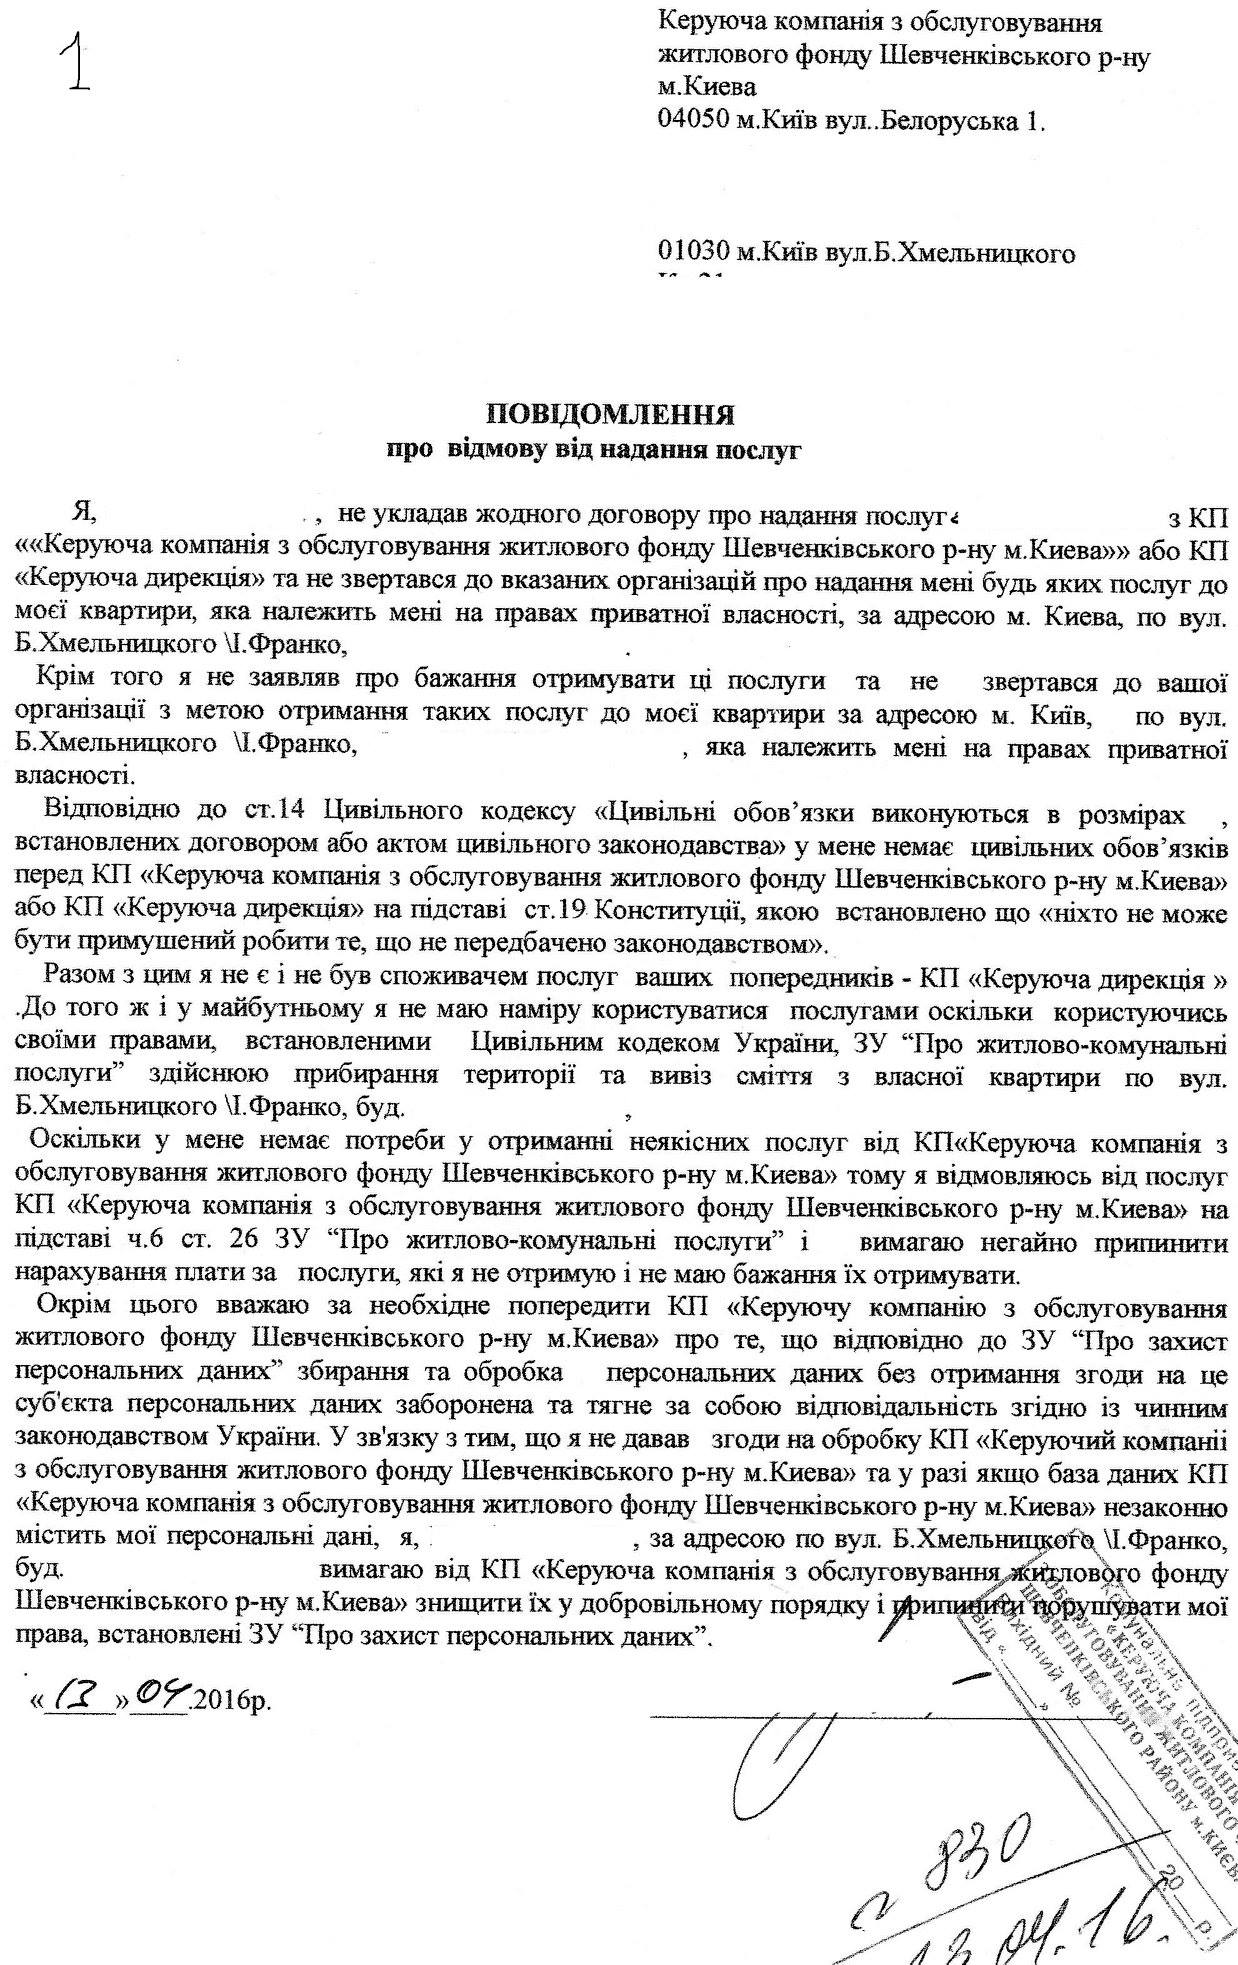 1
Керуюча компанія з обслуговування
житлового фонду Шевченківського р-ну
м.Киева
04050 м.Київ вул..Белоруська 1.
01030 м.Київ вул.Б.Хмельницкого
ПОВІДОМЛЕННЯ
про відмову від надання послуг
Я, , не укладав жодного договору про надання послуг з КП
««Керуюча компанія з обслуговування житлового фонду Шевченківського р-ну м.Киева»» або КП
«Керуюча дирекція» та не звертався до вказаних організацій про надання мені будь яких послуг до
моєї квартири, яка належить мені на правах приватної власності, за адресою м. Киева, по вул.
Б.Хмельницкого \І.Франко,
Крім того я не заявляв про бажання отримувати ці послуги та не звертався до вашої
організації з метою отримання таких послуг до моєї квартири за адресою м. Київ, по вул.
Б.Хмельницкого \І.Франко, , яка належить мені на правах приватної
власності.
Відповідно до ст.14 Цивільного кодексу «Цивільні обов’язки виконуються в розмірах ,
встановлених договором або актом цивільного законодавства» у мене немає цивільних обов’язків
перед КП «Керуюча компанія з обслуговування житлового фонду Шевченківського р-ну м.Киева»
або КП «Керуюча дирекція» на підставі ст.19 Конституції, якою встановлено що «ніхто не може
бути примушений робити те, що не передбачено законодавством».
Разом з цим я не є і не був споживачем послуг ваших попередників - КП «Керуюча дирекція »
.До того ж і у майбутньому я не маю наміру користуватися послугами оскільки користуючись
своїми правами, встановленими Цивільним кодеком України, ЗУ “Про житлово-комунальні
послуги” здійснюю прибирання території та вивіз сміття з власної квартири по вул.
Б.Хмельницкого \І.Франко, буд. ,
Оскільки у мене немає потреби у отриманні неякісних послуг від КП«Керуюча компанія з
обслуговування житлового фонду Шевченківського р-ну м.Киева» тому я відмовляюсь від послуг
КП «Керуюча компанія з обслуговування житлового фонду Шевченківського р-ну м.Киева» на
підставі ч.6 ст. 26 ЗУ “Про житлово-комунальні послуги” і вимагаю негайно припинити
нарахування плати за послуги, які я не отримую і не маю бажання їх отримувати.
Окрім цього вважаю за необхідне попередити КП «Керуючу компанію з обслуговування
житлового фонду Шевченківського р-ну м.Киева» про те, що відповідно до ЗУ “Про захист
персональних даних” збирання та обробка персональних даних без отримання згоди на це
суб'єкта персональних даних заборонена та тягне за собою відповідальність згідно із чинним
законодавством України. У зв'язку з тим, що я не давав згоди на обробку КП «Керуючий компаніі
з обслуговування житлового фонду Шевченківського р-ну м.Киева» та у разі якщо база даних КП
«Керуюча компанія з обслуговування житлового фонду Шевченківського р-ну м.Киева» незаконно
містить мої персональні дані, я, , за адресою по вул. Б.Хмельницкого \І.Франко,
буд. вимагаю від КП «Керуюча компанія з обслуговування житлового фонду
Шевченківського р-ну м.Киева» знищити їх у добровільному порядку і припинити порушувати мої
права, встановлені ЗУ “Про захист персональних даних”.
«13»04.2016р.
Комунальне
«КЕРУЮЧА КОМПАНІЯ
ОБСЛУГОВУВАННЯ ЖИТЛОВОГО
ШЕВЧЕНКІВСЬКОГО РАЙОНУ м.КИЄВ
Вхідний №
від « » 20 р.
830
13.04.16.